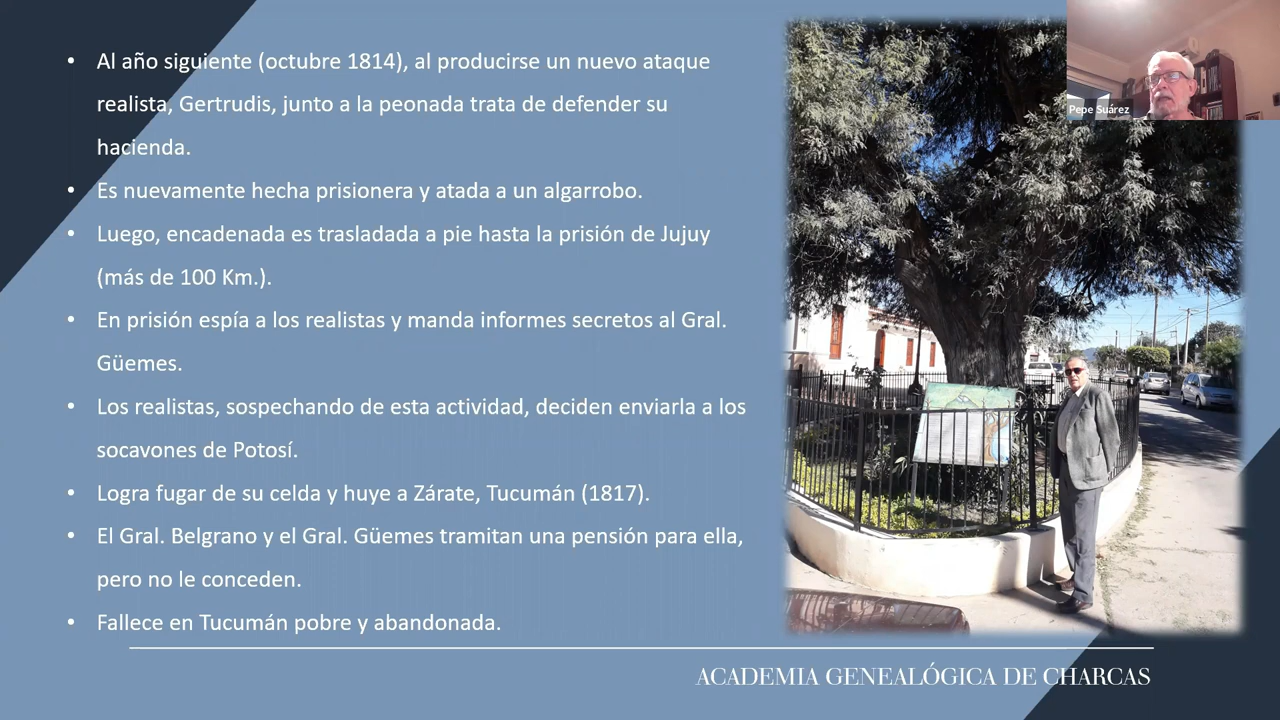 • Al año siguiente (octubre 1814), al producirse un nuevo ataque
realista, Gertrudis, junto a la peonada trata de defender su
hacienda.
• Es nuevamente hecha prisionera y atada a un algarrobo.
• Luego, encadenada es trasladada a pie hasta la prisión de Jujuy
(más de 100 Km.).
• En prisión espía a los realistas y manda informes secretos al Gral.
Güemes.
• Los realistas, sospechando de esta actividad, deciden enviarla a los
socavones de Potosí.
• Logra fugar de su celda y huye a Zárate, Tucumán (1817).
• El Gral. Belgrano y el Gral. Güemes tramitan una pensión para ella,
pero no le conceden.
• Fallece en Tucumán pobre y abandonada.
Pepe Suárez
ACADEMIA GENEALÓGICA DE CHARCAS